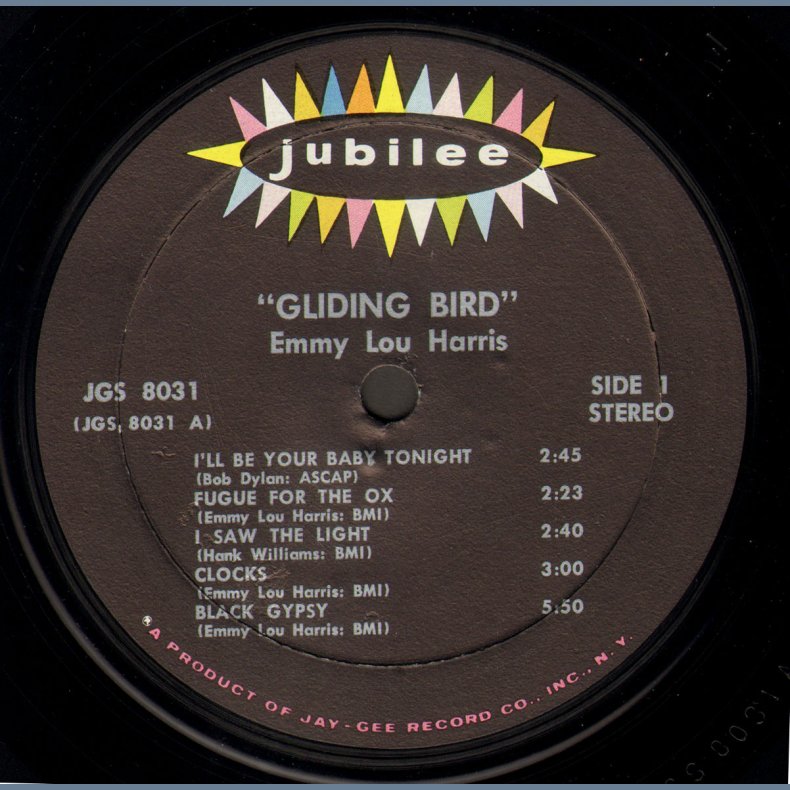 jubilee
"GLIDING BIRD"
Emmy Lou Harris
JGS 8031
(JGS, 8031 A)
SIDE 1
STEREO
I'LL BE YOUR BABY TONIGHT 2:45
(Bob Dylan: ASCAP)
FUGUE FOR THE OX 2:23
(Emmy Lou Harris: BMI)
I SAW THE LIGHT 2:40
(Hank Williams: BMI)
CLOCKS 3:00
(Emmy Lou Harris: BMI)
BLACK GYPSY 5:50
(Emmy Lou Harris: BMI)
A PRODUCT OF JAY-GEE RECORD CO., INC., N. Y.